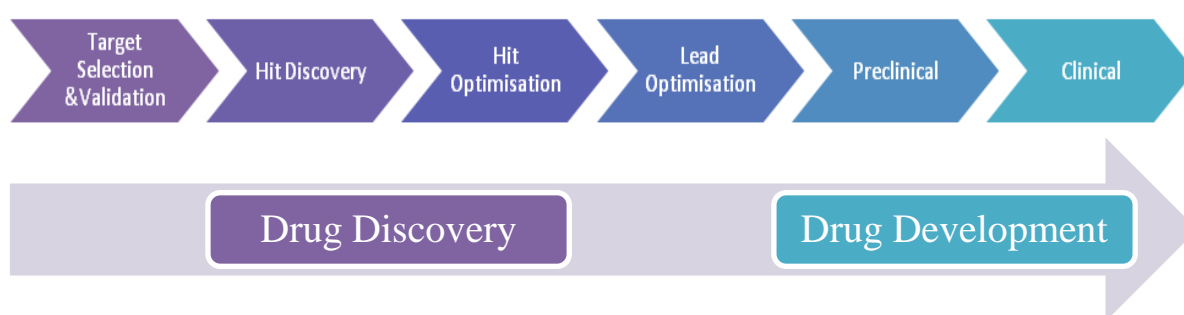 Target
Selection
&Validation
Hit Discovery
Hit
Optimisation
Lead
Optimisation
Preclinical
Clinical
Drug Discovery
Drug Development